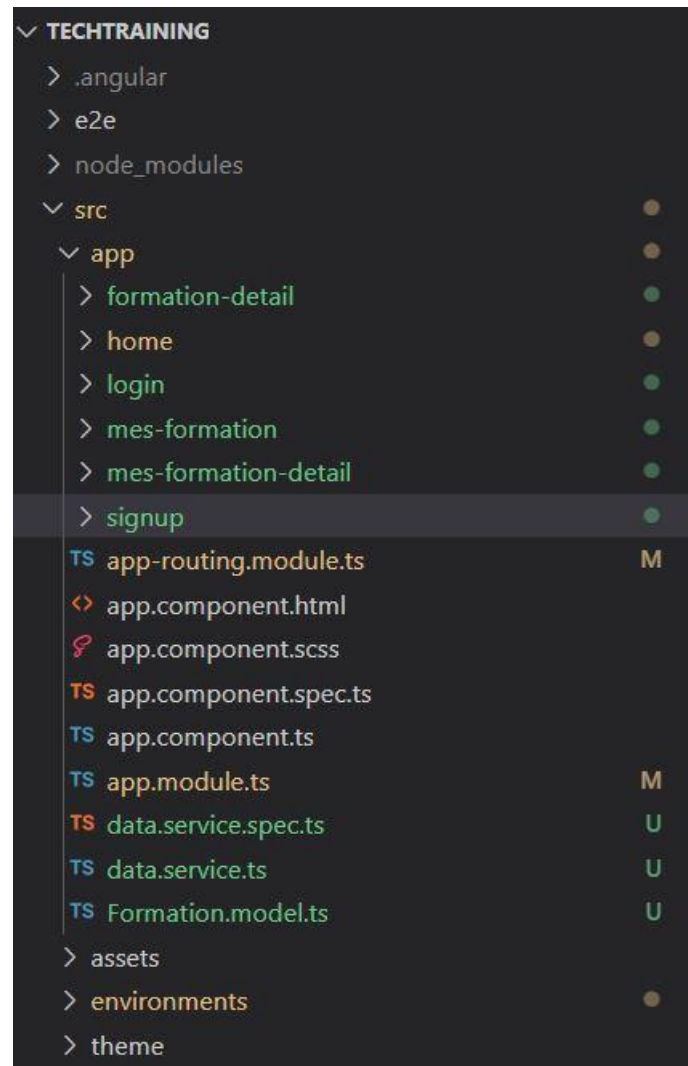 TECHTRAINING
.angular
e2e
node_modules
src
app
formation-detail
home
login
mes-formation
mes-formation-detail
signup
TS app-routing.module.ts M
<> app.component.html
app.component.scss
TS app.component.spec.ts
TS app.component.ts
TS app.module.ts M
TS data.service.spec.ts U
TS data.service.ts U
TS Formation.model.ts U
assets
environments
theme